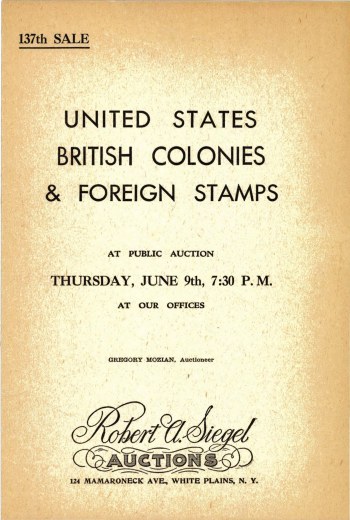 137th SALE
UNITED STATES
BRITISH COLONIES
& FOREIGN STAMPS
AT PUBLIC AUCTION
THURSDAY, JUNE 9th, 7:30 P. M.
AT OUR OFFICES
GREGORY MOZIAN, Auctioneer
Robert A. Siegel
AUCTIONS
124 MAMARONECK AVE., WHITE PLAINS, N. Y.